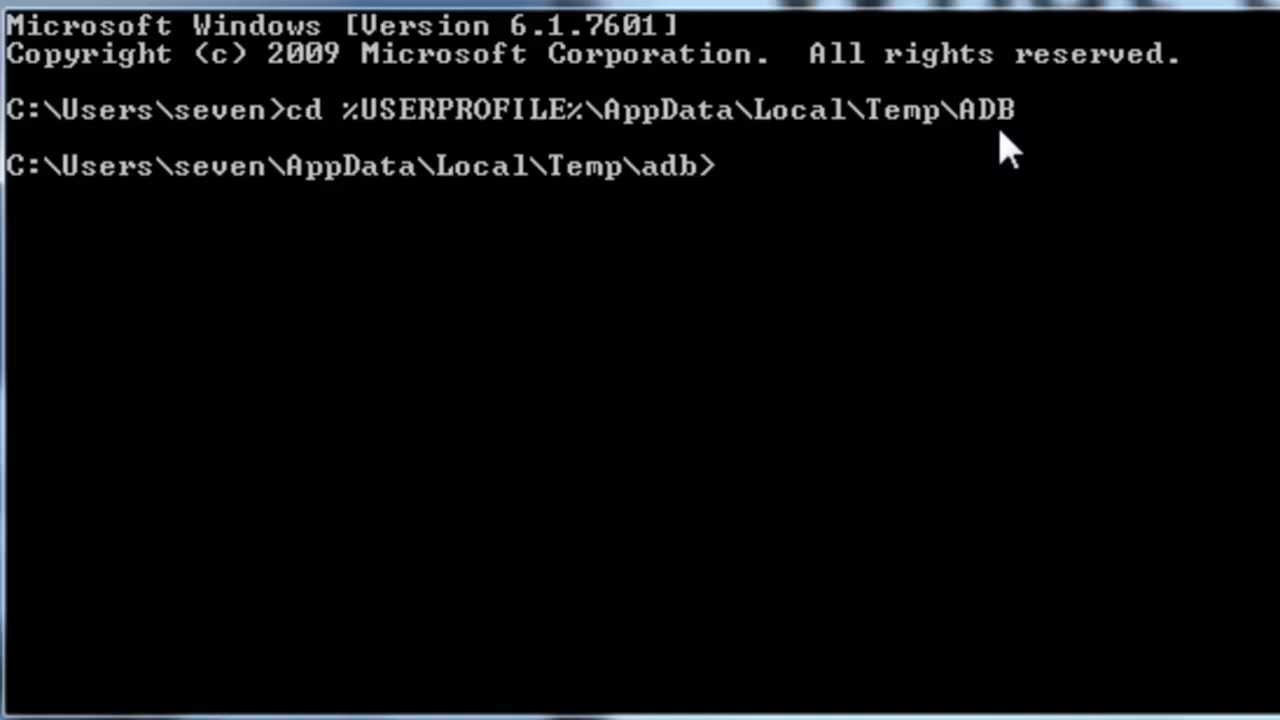 Microsoft Windows [Version 6.1.7601]
Copyright (c) 2009 Microsoft Corporation.  All rights reserved.
C:\Users\seven>cd %USERPROFILE%\AppData\Local\Temp\ADB
C:\Users\seven\AppData\Local\Temp\adb>